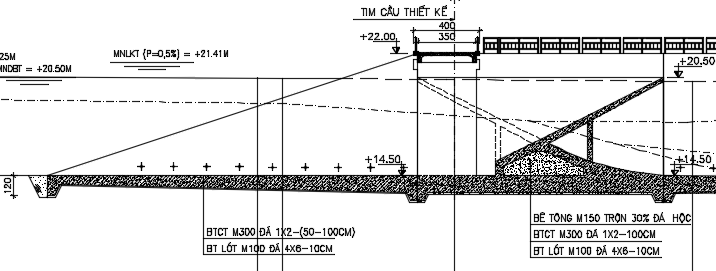 TIM CẦU THIẾT KẾ
400
350
+22.00
25M
MNDBT = +20.50M
MNLKT (P=0,5%) = +21.41M
+20,50
+14.50
+14.50
120
BTCT M300 ĐÁ 1X2-(50-100CM)
BT LÓT M100 ĐÁ 4X6-10CM
BÊ TÔNG M150 TRỘN 30% ĐÁ HỘC
BTCT M300 ĐÁ 1X2-100CM
BT LÓT M100 ĐÁ 4X6-10CM